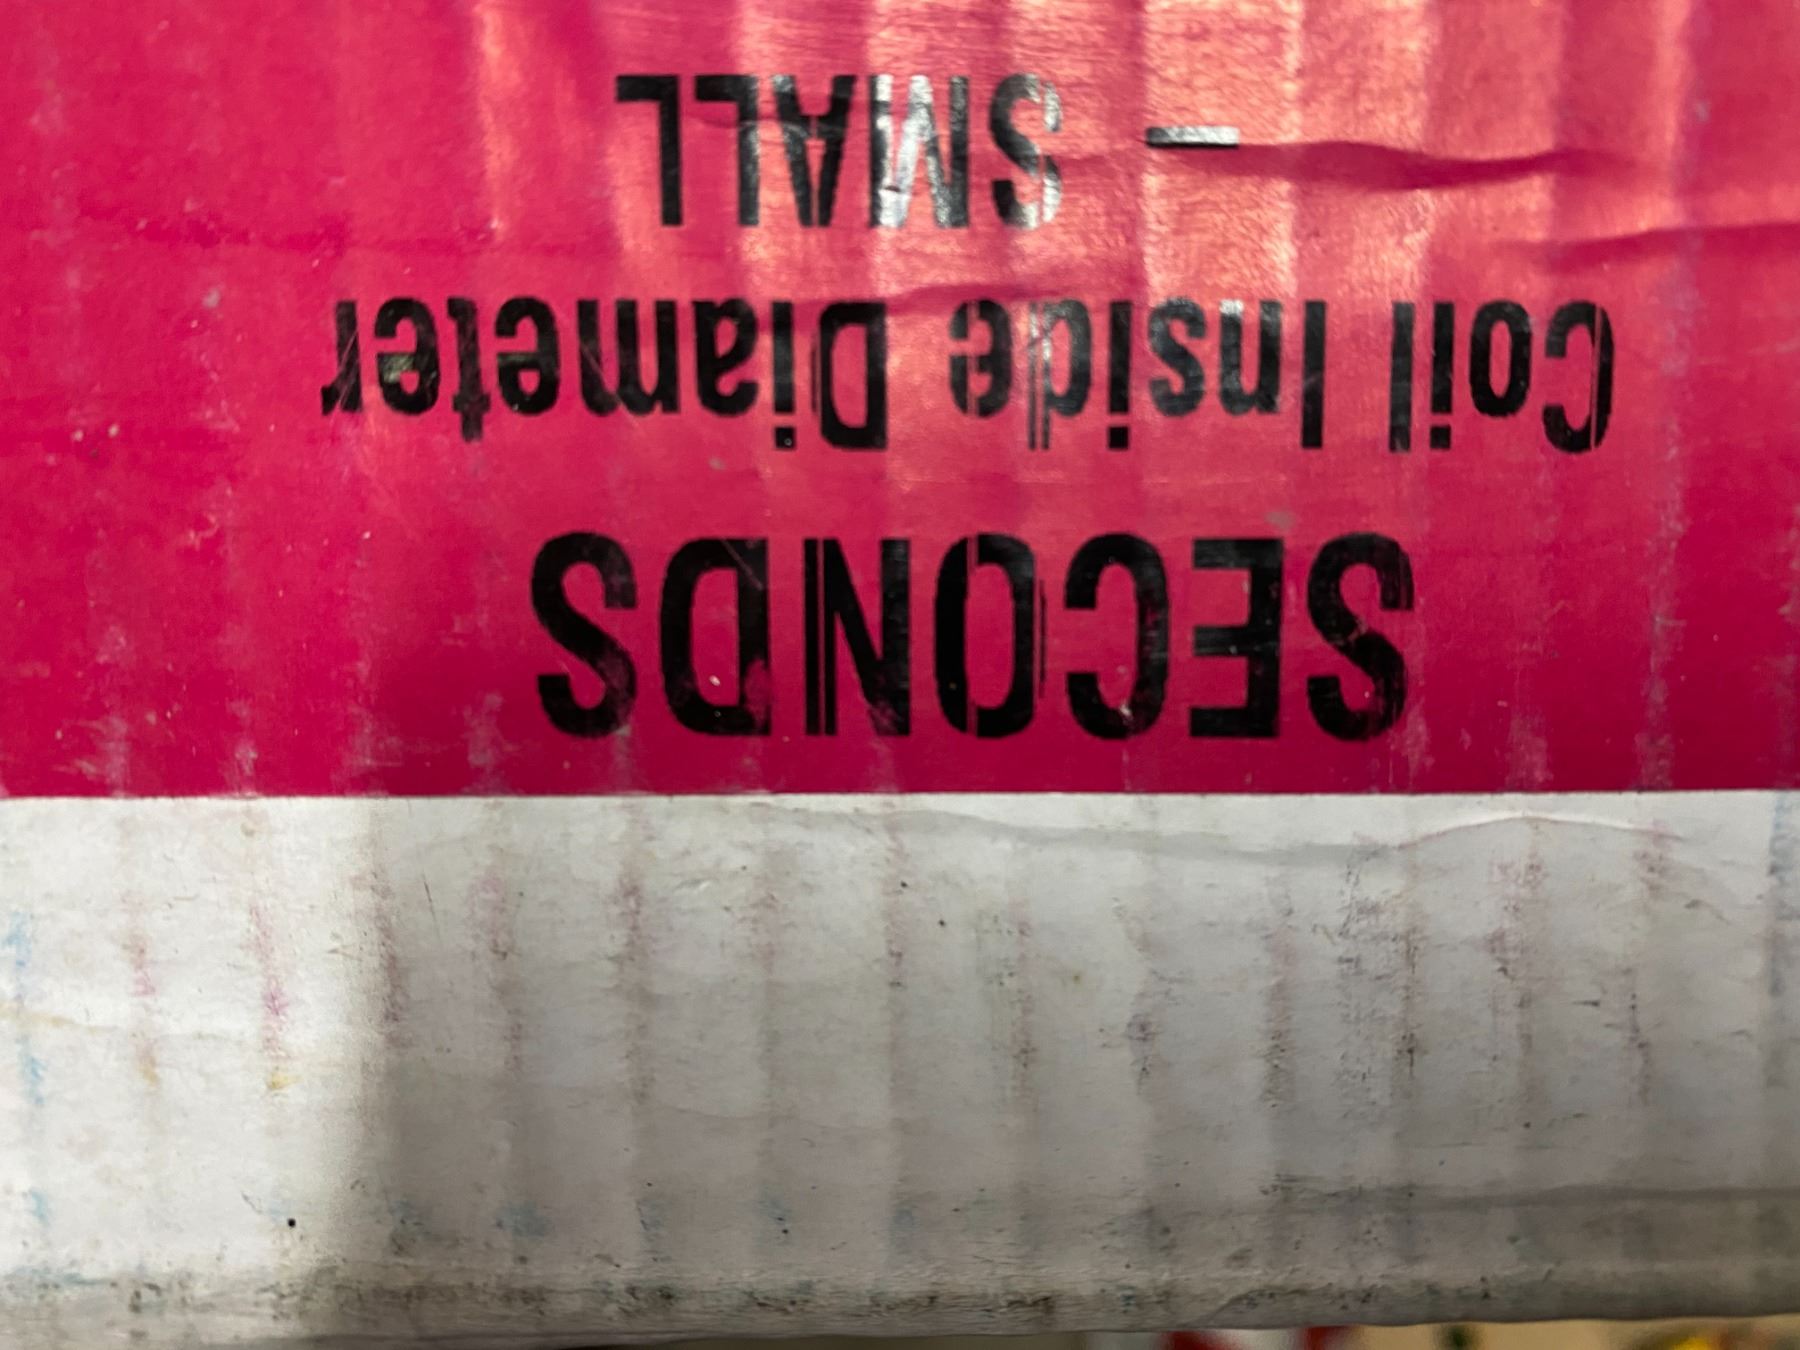 SECONDS
Coil Inside Diameter
– SMALL